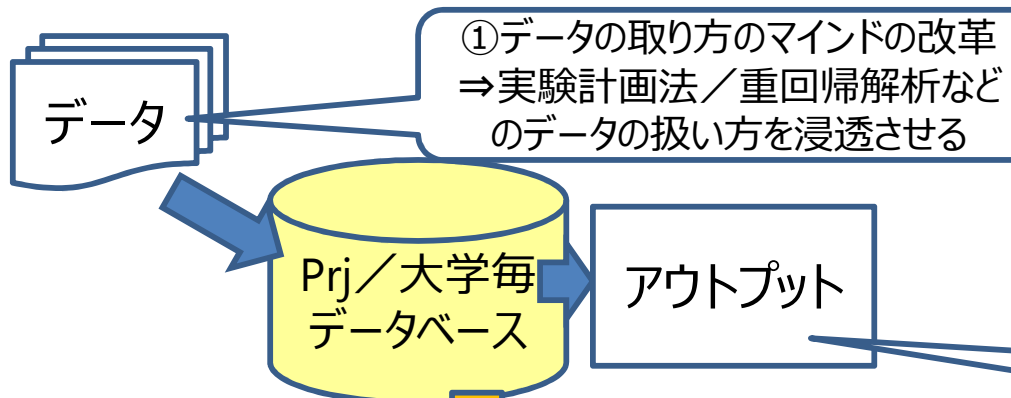 ①データの取り方のマインドの改革
⇒実験計画法／重回帰解析など
のデータの扱い方を浸透させる
データ
Prj／大学毎
データベース
アウトプット